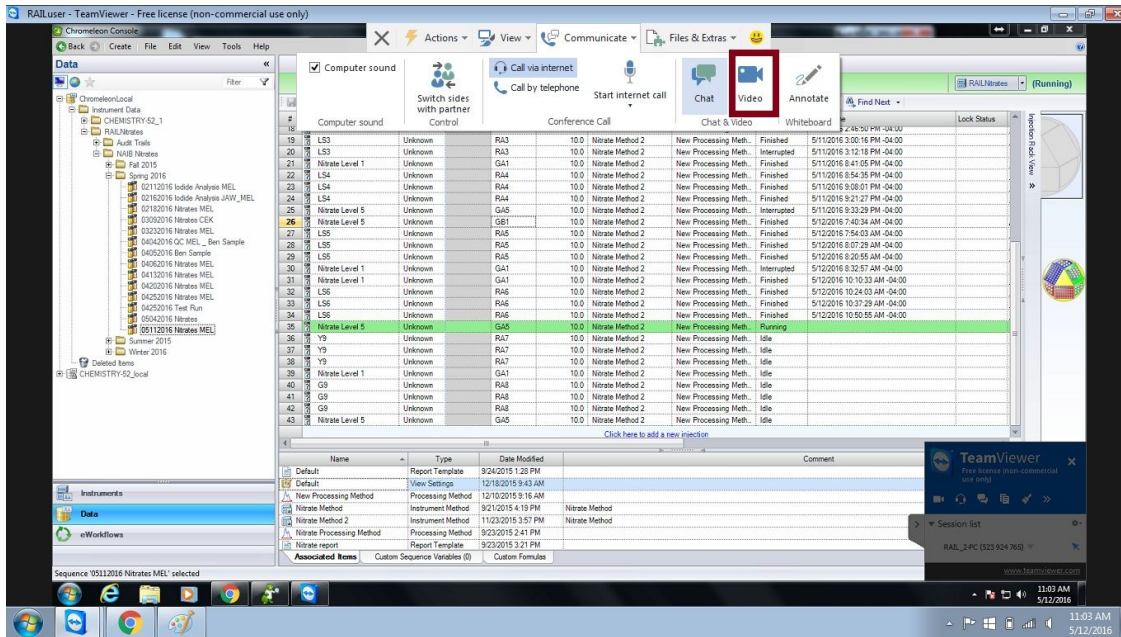 RAILuser - TeamViewer - Free license (non-commercial use only)
Chromeleon Console
Back Create File Edit View Tools Help
Actions View Communicate Files & Extras
Computer sound
Switch sides with partner
Call via internet
Call by telephone
Start internet call
Chat
Video
Annotate
Computer sound Control Conference Call Chat & Video Whiteboard
RAILNitrates (Running)
Find Next
Data «
Filter
ChromeleonLocal
Instrument Data
CHEMISTRY-52_1
RAILNitrates
Audit Trails
NAIB Nitrates
Fall 2015
Spring 2016
02112016 Iodide Analysis MEL
02162016 Iodide Analysis JAW_MEL
02182016 Nitrates MEL
03092016 Nitrates CEK
03232016 Nitrates MEL
04042016 QC MEL _ Ben Sample
04052016 Ben Sample
04062016 Nitrates MEL
04132016 Nitrates MEL
04202016 Nitrates MEL
04252016 Nitrates MEL
04252016 Test Run
05042016 Nitrates
05112016 Nitrates MEL
Summer 2015
Winter 2016
Deleted Items
CHEMISTRY-52_local
Instruments
Data
eWorkflows
# Lock Status
19 LS3 Unknown RA3 10.0 Nitrate Method 2 New Processing Meth.. Finished 5/11/2016 3:00:16 PM -04:00
20 LS3 Unknown RA3 10.0 Nitrate Method 2 New Processing Meth.. Interrupted 5/11/2016 3:12:18 PM -04:00
21 Nitrate Level 1 Unknown GA1 10.0 Nitrate Method 2 New Processing Meth.. Finished 5/11/2016 8:41:05 PM -04:00
22 LS4 Unknown RA4 10.0 Nitrate Method 2 New Processing Meth.. Finished 5/11/2016 8:54:35 PM -04:00
23 LS4 Unknown RA4 10.0 Nitrate Method 2 New Processing Meth.. Finished 5/11/2016 9:08:01 PM -04:00
24 LS4 Unknown RA4 10.0 Nitrate Method 2 New Processing Meth.. Finished 5/11/2016 9:21:27 PM -04:00
25 Nitrate Level 5 Unknown GA5 10.0 Nitrate Method 2 New Processing Meth.. Interrupted 5/11/2016 9:33:29 PM -04:00
26 Nitrate Level 5 Unknown GB1 10.0 Nitrate Method 2 New Processing Meth.. Finished 5/12/2016 7:40:34 AM -04:00
27 LS5 Unknown RA5 10.0 Nitrate Method 2 New Processing Meth.. Finished 5/12/2016 7:54:03 AM -04:00
28 LS5 Unknown RA5 10.0 Nitrate Method 2 New Processing Meth.. Finished 5/12/2016 8:07:29 AM -04:00
29 LS5 Unknown RA5 10.0 Nitrate Method 2 New Processing Meth.. Finished 5/12/2016 8:20:55 AM -04:00
30 Nitrate Level 1 Unknown GA1 10.0 Nitrate Method 2 New Processing Meth.. Interrupted 5/12/2016 8:32:57 AM -04:00
31 Nitrate Level 1 Unknown GA1 10.0 Nitrate Method 2 New Processing Meth.. Finished 5/12/2016 10:10:33 AM -04:00
32 LS6 Unknown RA6 10.0 Nitrate Method 2 New Processing Meth.. Finished 5/12/2016 10:24:03 AM -04:00
33 LS6 Unknown RA6 10.0 Nitrate Method 2 New Processing Meth.. Finished 5/12/2016 10:37:29 AM -04:00
34 LS6 Unknown RA6 10.0 Nitrate Method 2 New Processing Meth.. Finished 5/12/2016 10:50:55 AM -04:00
35 Nitrate Level 5 Unknown GA5 10.0 Nitrate Method 2 New Processing Meth.. Running
36 Y9 Unknown RA7 10.0 Nitrate Method 2 New Processing Meth.. Idle
37 Y9 Unknown RA7 10.0 Nitrate Method 2 New Processing Meth.. Idle
38 Y9 Unknown RA7 10.0 Nitrate Method 2 New Processing Meth.. Idle
39 Nitrate Level 1 Unknown GA1 10.0 Nitrate Method 2 New Processing Meth.. Idle
40 G9 Unknown RA8 10.0 Nitrate Method 2 New Processing Meth.. Idle
41 G9 Unknown RA8 10.0 Nitrate Method 2 New Processing Meth.. Idle
42 G9 Unknown RA8 10.0 Nitrate Method 2 New Processing Meth.. Idle
43 Nitrate Level 5 Unknown GA5 10.0 Nitrate Method 2 New Processing Meth.. Idle
Click here to add a new injection
Injection Rack View
»
Name Type Date Modified Comment
Default Report Template 9/24/2015 1:28 PM
Default View Settings 12/18/2015 9:43 AM
New Processing Method Processing Method 12/10/2015 9:16 AM
Nitrate Method Instrument Method 9/21/2015 4:19 PM Nitrate Method
Nitrate Method 2 Instrument Method 11/23/2015 3:57 PM Nitrate Method
Nitrate Processing Method Processing Method 9/23/2015 2:41 PM
Nitrate report Report Template 9/23/2015 3:21 PM
Associated Items Custom Sequence Variables (0) Custom Formulas
Sequence '05112016 Nitrates MEL' selected
TeamViewer
Free license (non-commercial use only)
Session list
RAIL_2-PC (523 924 765)
www.teamviewer.com
11:03 AM
5/12/2016
11:03 AM
5/12/2016